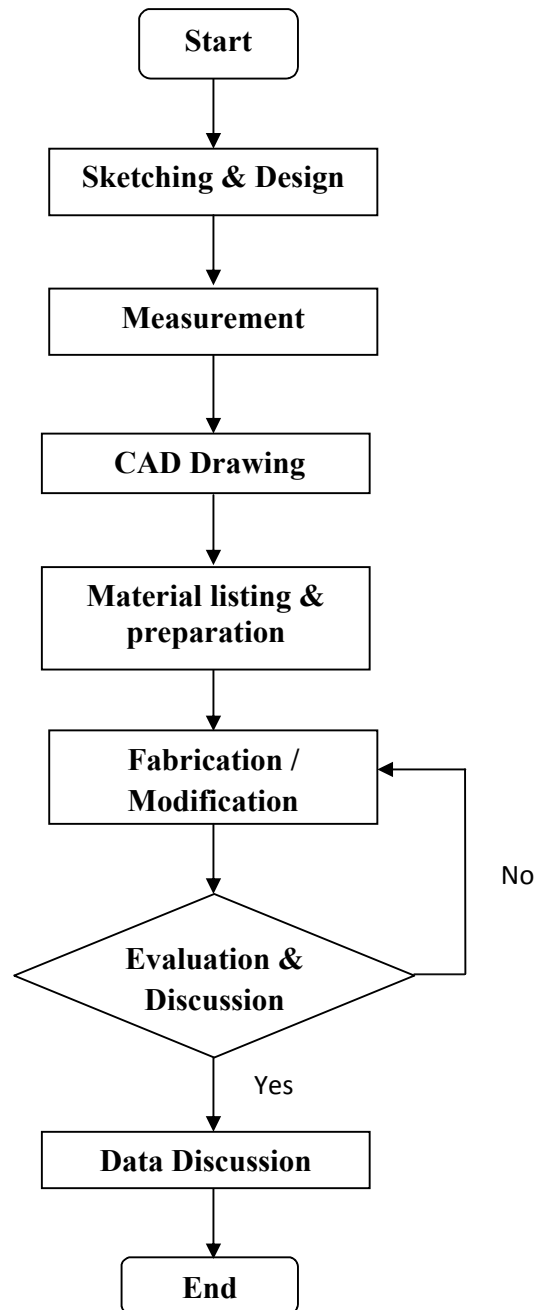 Start
Sketching & Design
Measurement
CAD Drawing
Material listing &
preparation
Fabrication /
Modification
No
Evaluation &
Discussion
Yes
Data Discussion
End